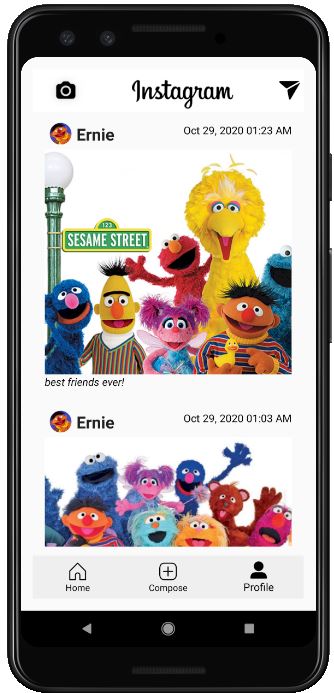 Instagram
Ernie
Oct 29, 2020 01:23 AM
123
SESAME STREET
best friends ever!
Ernie
Oct 29, 2020 01:03 AM
Home
Compose
Profile